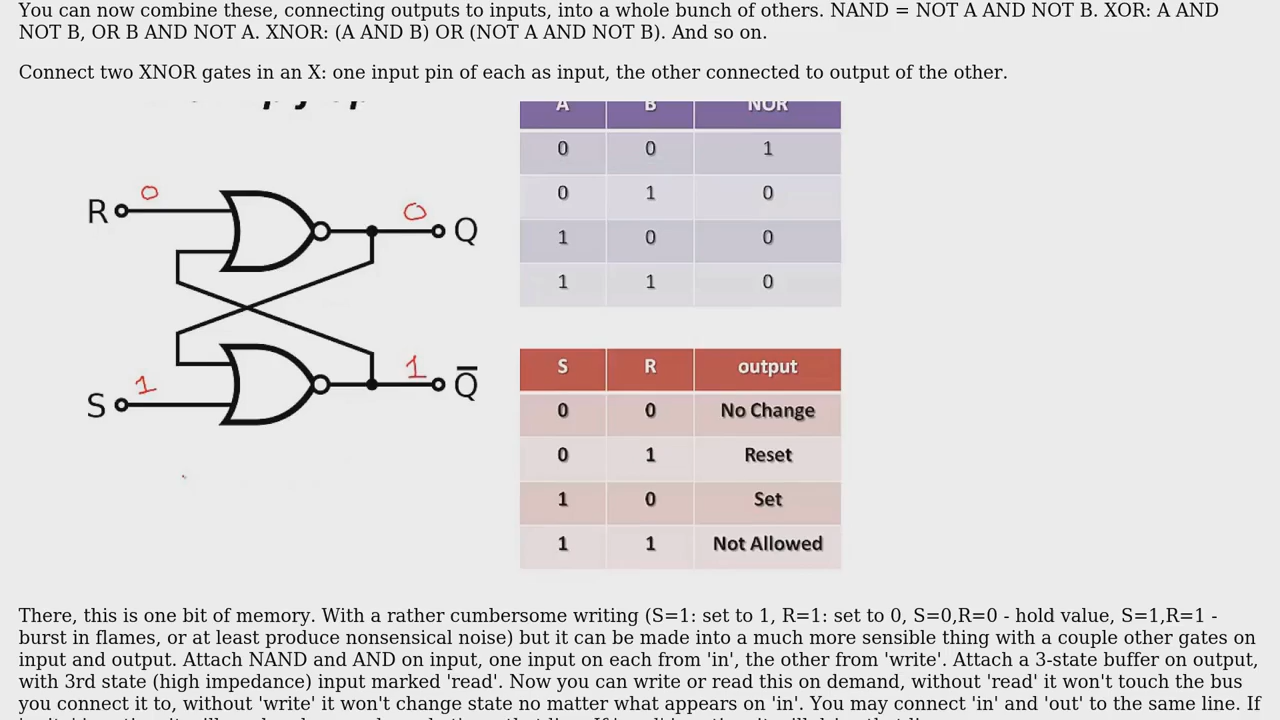 You can now combine these, connecting outputs to inputs, into a whole bunch of others. NAND = NOT A AND NOT B. XOR: A AND
NOT B, OR B AND NOT A. XNOR: (A AND B) OR (NOT A AND NOT B). And so on.
Connect two XNOR gates in an X: one input pin of each as input, the other connected to output of the other.
A B NOR
0 0 1
0 1 0
1 0 0
1 1 0
R 0 0 Q
S 1 1 Q̅
S R output
0 0 No Change
0 1 Reset
1 0 Set
1 1 Not Allowed
There, this is one bit of memory. With a rather cumbersome writing (S=1: set to 1, R=1: set to 0, S=0,R=0 - hold value, S=1,R=1 -
burst in flames, or at least produce nonsensical noise) but it can be made into a much more sensible thing with a couple other gates on
input and output. Attach NAND and AND on input, one input on each from 'in', the other from 'write'. Attach a 3-state buffer on output,
with 3rd state (high impedance) input marked 'read'. Now you can write or read this on demand, without 'read' it won't touch the bus
you connect it to, without 'write' it won't change state no matter what appears on 'in'. You may connect 'in' and 'out' to the same line. If